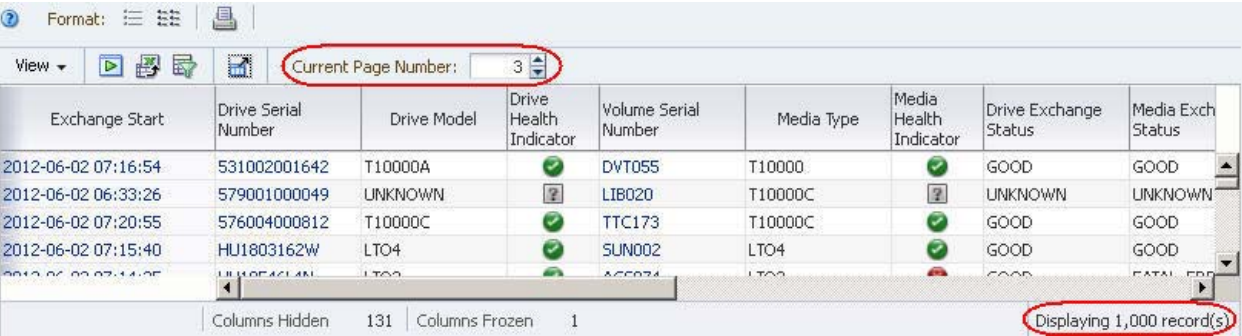 Format:
View Current Page Number: 3
Exchange Start Drive Serial Number Drive Model Drive Health Indicator Volume Serial Number Media Type Media Health Indicator Drive Exchange Status Media Exch Status
2012-06-02 07:16:54 531002001642 T10000A DVT055 T10000 GOOD GOOD
2012-06-02 06:33:26 579001000049 UNKNOWN ? LIB020 T10000C ? UNKNOWN UNKNOWN
2012-06-02 07:20:55 576004000812 T10000C TTC173 T10000C GOOD GOOD
2012-06-02 07:15:40 HU1803162W LTO4 SUN002 LTO4 GOOD GOOD
Columns Hidden 131 Columns Frozen 1 Displaying 1,000 record(s)